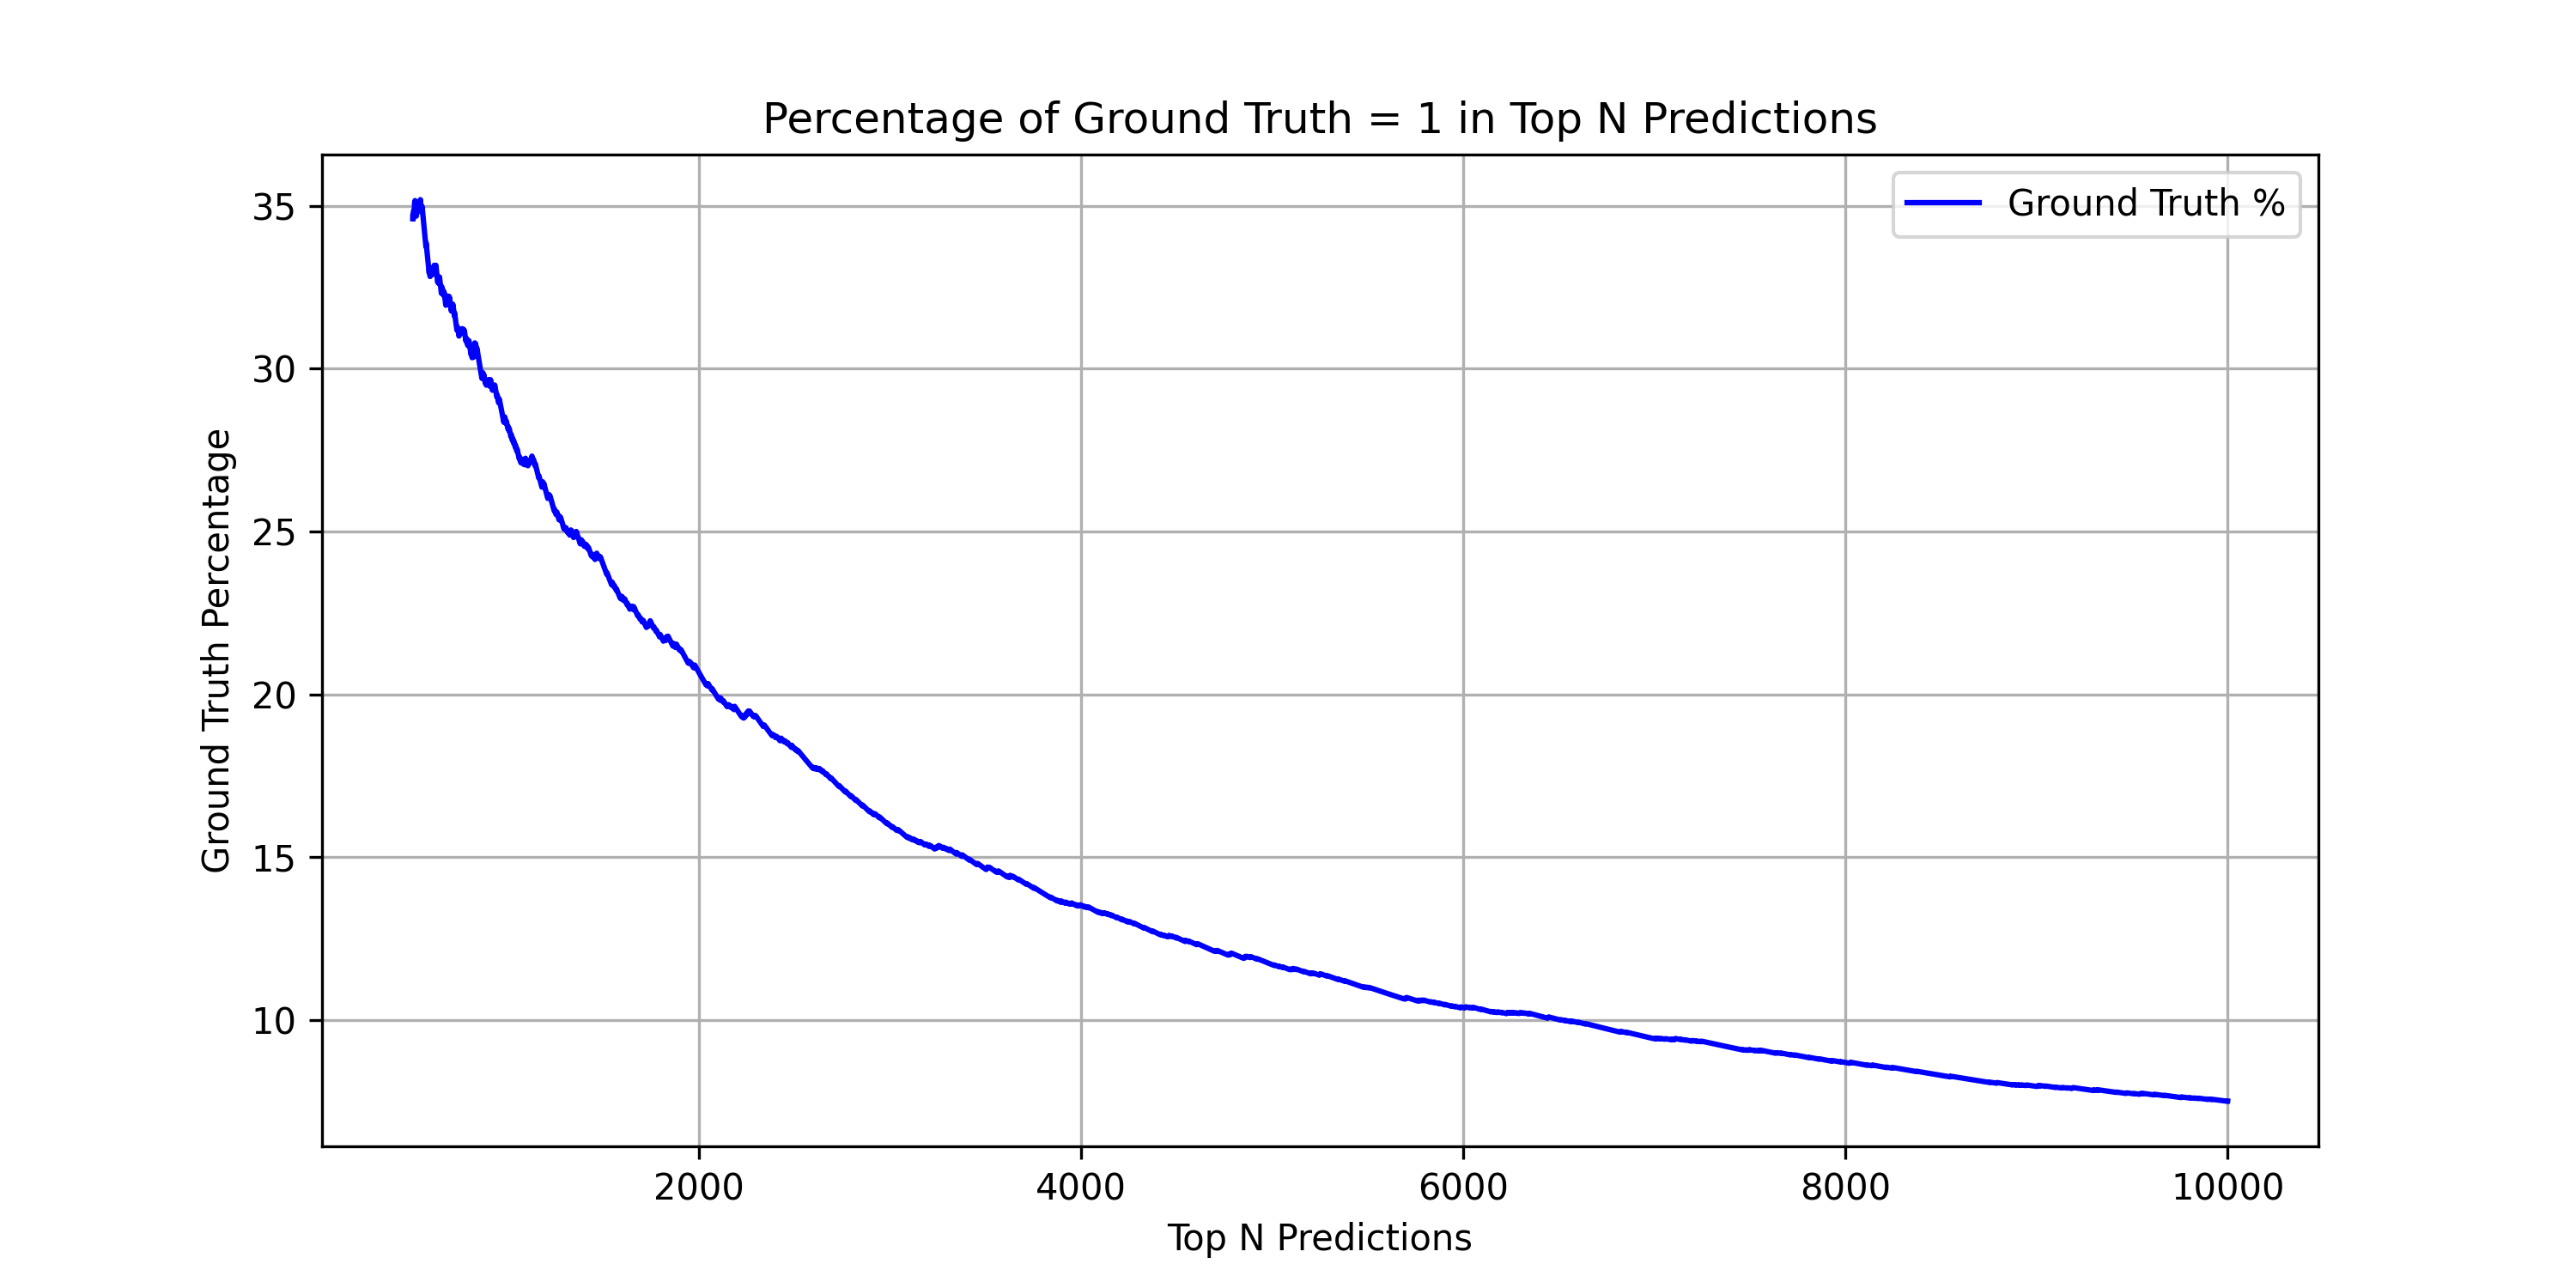 Percentage of Ground Truth = 1 in Top N Predictions
Ground Truth %
Ground Truth Percentage
35
30
25
20
15
10
2000 4000 6000 8000 10000
Top N Predictions